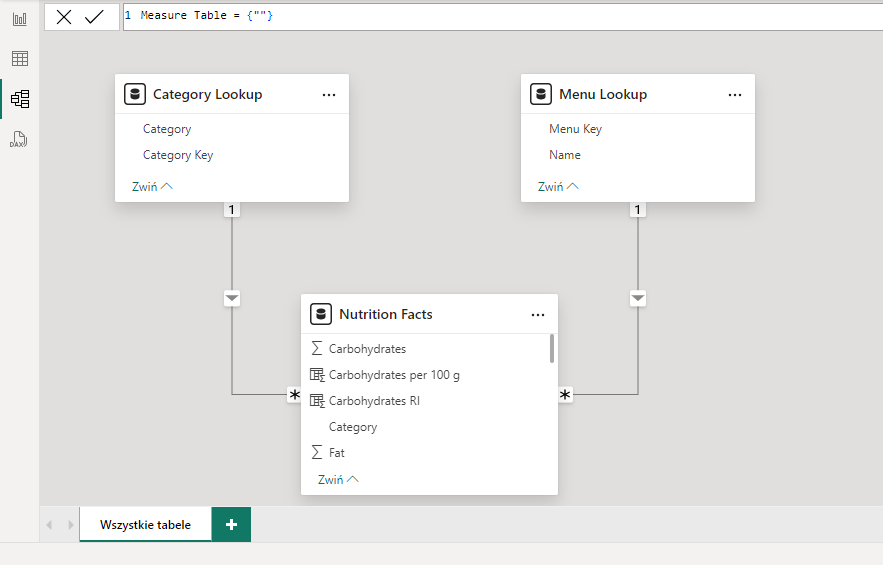 1 Measure Table = {""}
Category Lookup
Category
Category Key
Zwiń
Menu Lookup
Menu Key
Name
Zwiń
1
1
Nutrition Facts
Carbohydrates
Carbohydrates per 100 g
Carbohydrates RI
Category
Fat
Zwiń
Wszystkie tabele
DAX